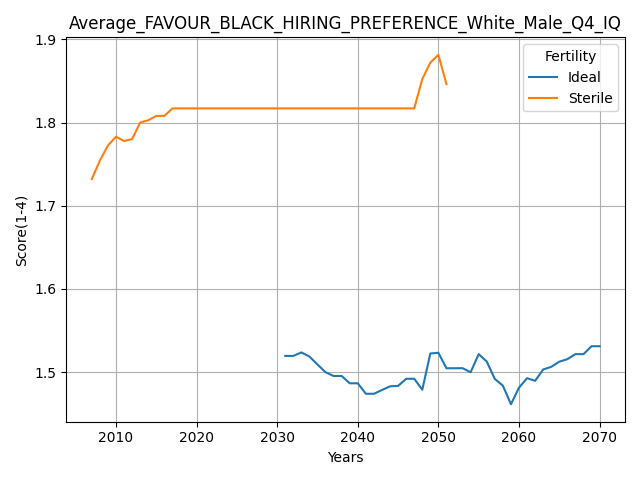 Average_FAVOUR_BLACK_HIRING_PREFERENCE_White_Male_Q4_IQ
1.9
1.8
1.7
1.6
1.5
Score(1-4)
Fertility
Ideal
Sterile
2010 2020 2030 2040 2050 2060 2070
Years